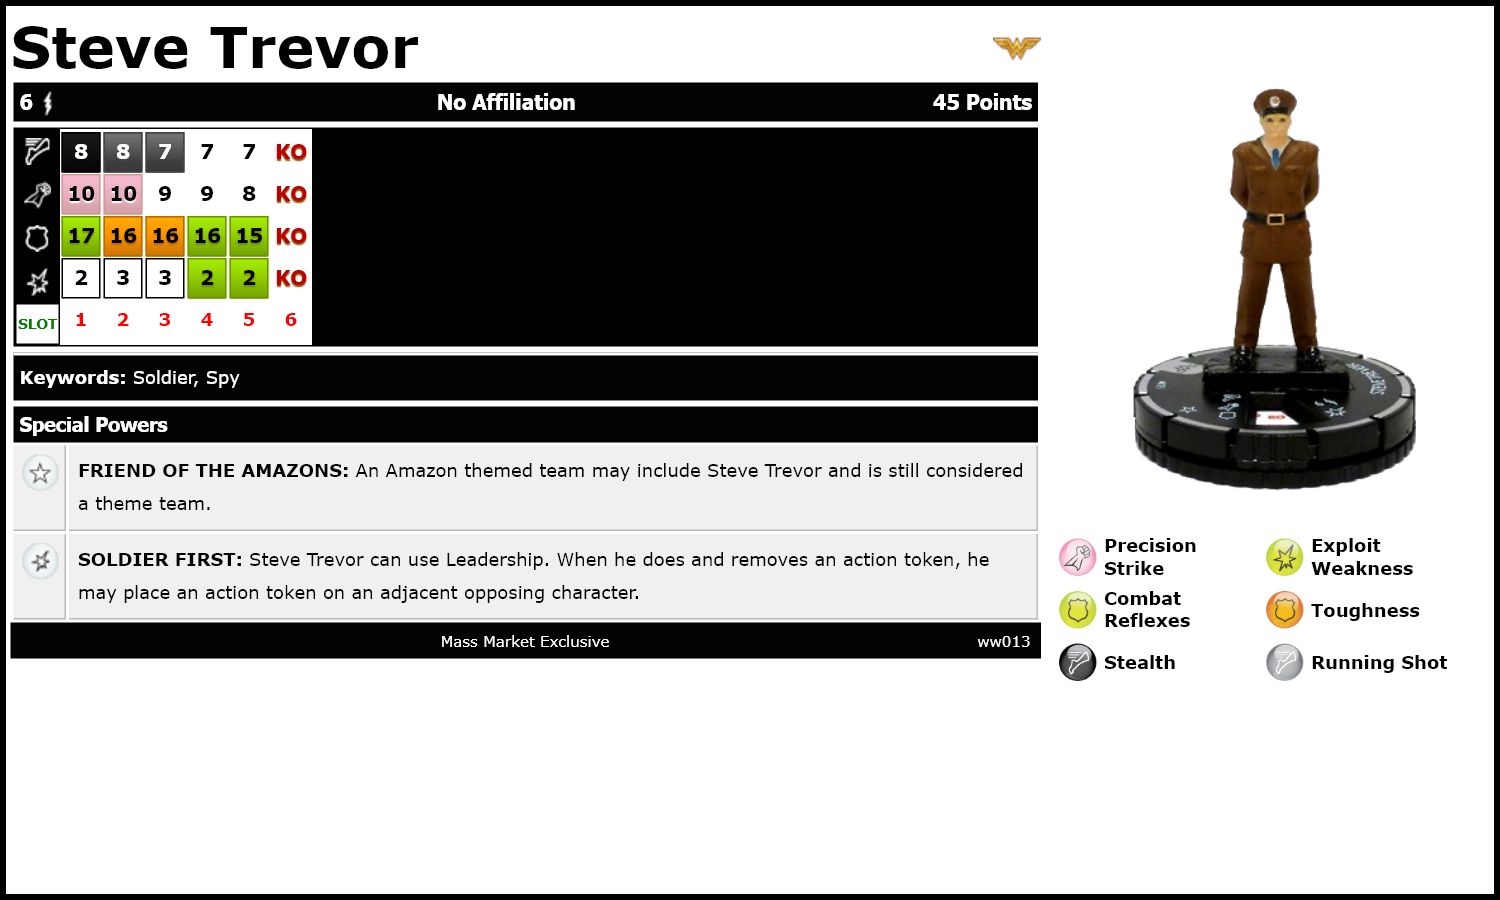 Steve Trevor
6 No Affiliation 45 Points
8 8 7 7 7 KO
10 10 9 9 8 KO
17 16 16 16 15 KO
2 3 3 2 2 KO
SLOT 1 2 3 4 5 6
Keywords: Soldier, Spy
Special Powers
FRIEND OF THE AMAZONS: An Amazon themed team may include Steve Trevor and is still considered
a theme team.
SOLDIER FIRST: Steve Trevor can use Leadership. When he does and removes an action token, he
may place an action token on an adjacent opposing character.
Mass Market Exclusive ww013
STEVE TREVOR
KO
Precision
Strike
Exploit
Weakness
Combat
Reflexes
Toughness
Stealth
Running Shot